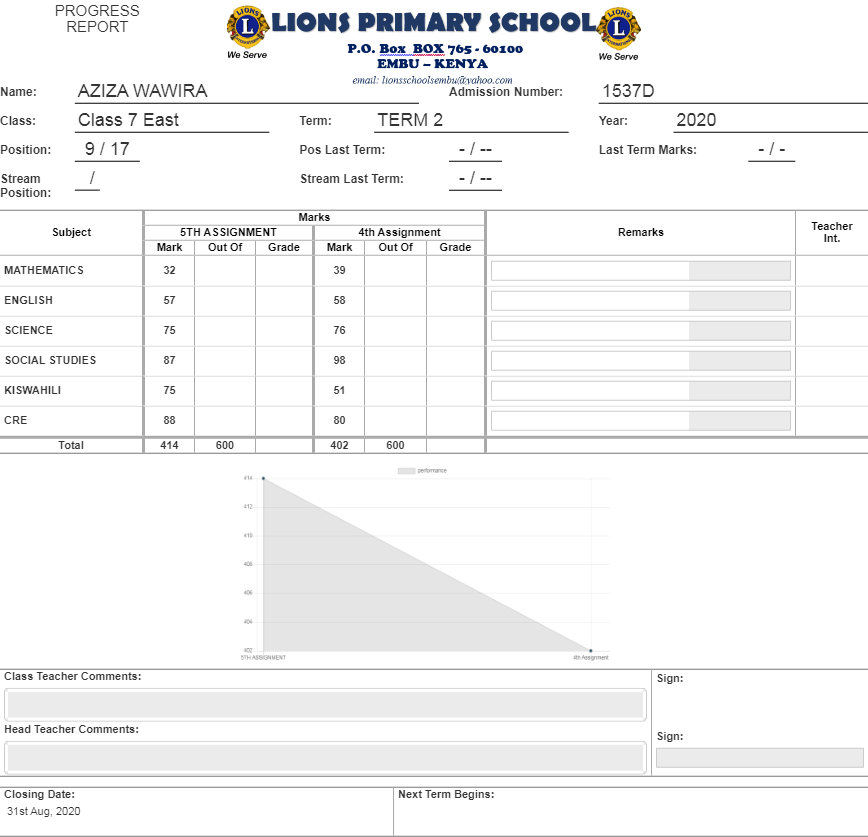 PROGRESS
REPORT
LIONS LIONS PRIMARY SCHOOL LIONS
L L
We Serve P.O. Box BOX 765 - 60100 We Serve
EMBU – KENYA
email: lionsschoolsembu@yahoo.com
Name: AZIZA WAWIRA Admission Number: 1537D
Class: Class 7 East Term: TERM 2 Year: 2020
Position: 9 / 17 Pos Last Term: - / -- Last Term Marks: - / -
Stream Position: / Stream Last Term: - / --
Marks
Subject 5TH ASSIGNMENT 4th Assignment Remarks Teacher Int.
Mark Out Of Grade Mark Out Of Grade
MATHEMATICS 32 39
ENGLISH 57 58
SCIENCE 75 76
SOCIAL STUDIES 87 98
KISWAHILI 75 51
CRE 88 80
Total 414 600 402 600
performance
414
412
410
408
406
404
402
5TH ASSIGNMENT 4th Assignment
Class Teacher Comments: Sign:
Head Teacher Comments: Sign:
Closing Date: Next Term Begins:
31st Aug, 2020